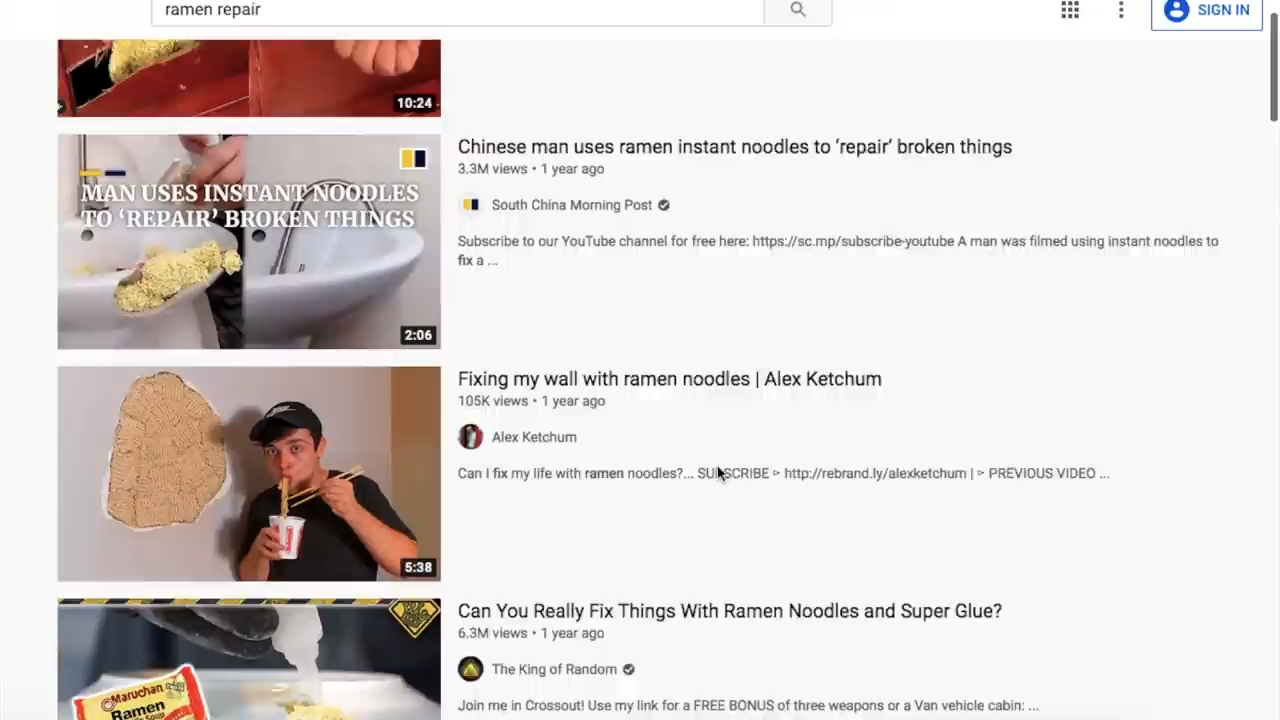 ramen repair
SIGN IN
10:24
MAN USES INSTANT NOODLES
TO ‘REPAIR’ BROKEN THINGS
2:06
Chinese man uses ramen instant noodles to ‘repair’ broken things
3.3M views • 1 year ago
South China Morning Post
Subscribe to our YouTube channel for free here: https://sc.mp/subscribe-youtube A man was filmed using instant noodles to
fix a ...
5:38
Fixing my wall with ramen noodles | Alex Ketchum
105K views • 1 year ago
Alex Ketchum
Can I fix my life with ramen noodles?... SUBSCRIBE > http://rebrand.ly/alexketchum | > PREVIOUS VIDEO ...
Maruchan
Ramen
Can You Really Fix Things With Ramen Noodles and Super Glue?
6.3M views • 1 year ago
The King of Random
Join me in Crossout! Use my link for a FREE BONUS of three weapons or a Van vehicle cabin: ...